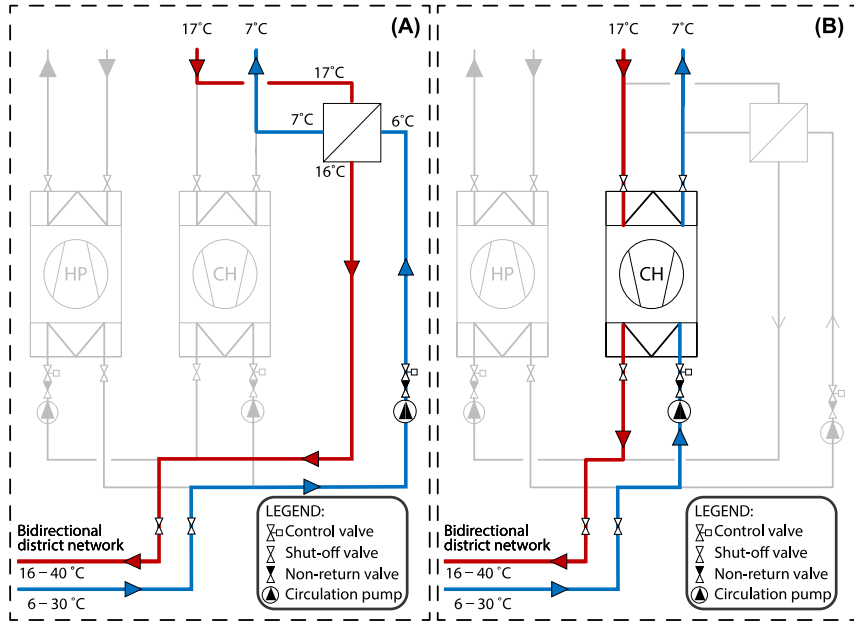 (A)
17°C
7°C
17°C
7°C
6°C
16°C
HP
CH
Bidirectional
district network
16 – 40 °C
6 – 30 °C
LEGEND:
Control valve
Shut-off valve
Non-return valve
Circulation pump
(B)
17°C
7°C
HP
CH
Bidirectional
district network
16 – 40 °C
6 – 30 °C
LEGEND:
Control valve
Shut-off valve
Non-return valve
Circulation pump